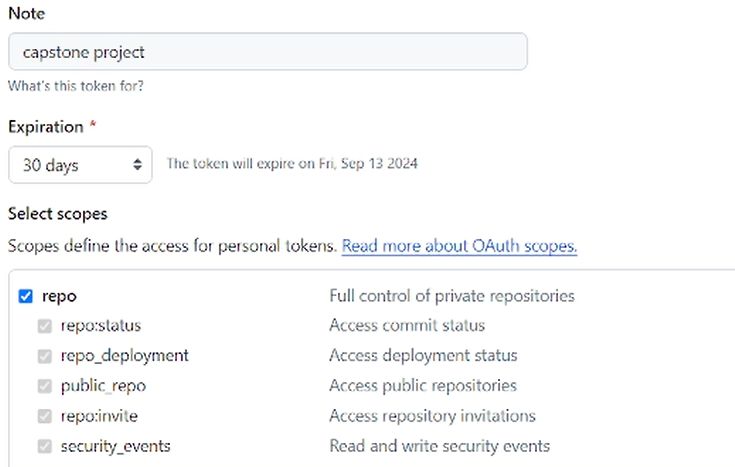 Note
capstone project
What's this token for?
Expiration *
30 days The token will expire on Fri, Sep 13 2024
Select scopes
Scopes define the access for personal tokens. Read more about OAuth scopes.
repo Full control of private repositories
repo:status Access commit status
repo_deployment Access deployment status
public_repo Access public repositories
repo:invite Access repository invitations
security_events Read and write security events